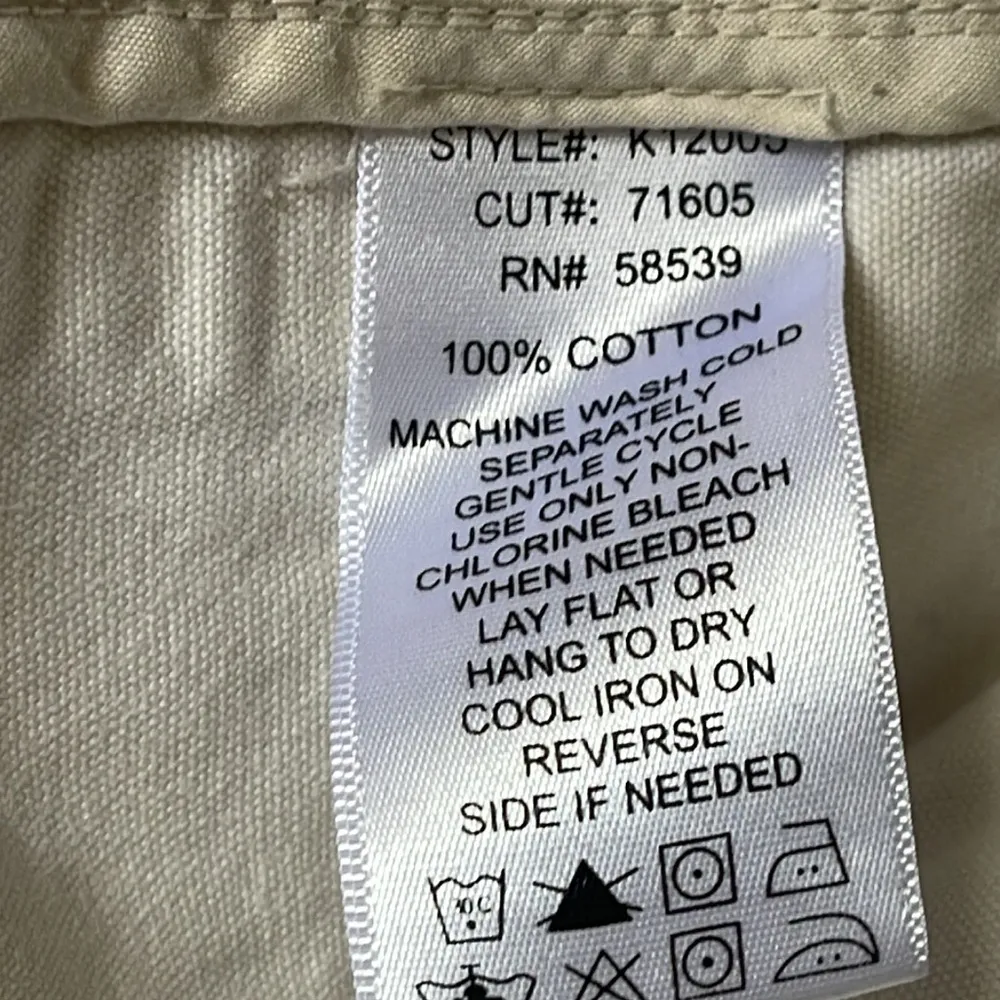 STYLE#: K12005
CUT#: 71605
RN# 58539
100% COTTON
MACHINE WASH COLD
SEPARATELY
GENTLE CYCLE
USE ONLY NON-
CHLORINE BLEACH
WHEN NEEDED
LAY FLAT OR
HANG TO DRY
COOL IRON ON
REVERSE
SIDE IF NEEDED